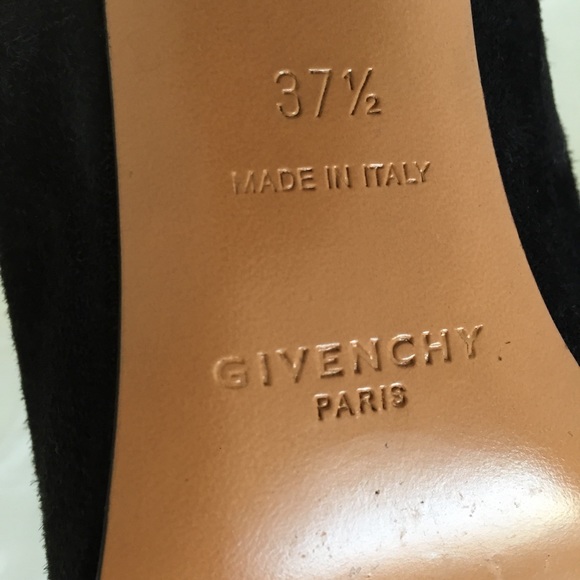 37½
MADE IN ITALY
GIVENCHY
PARIS